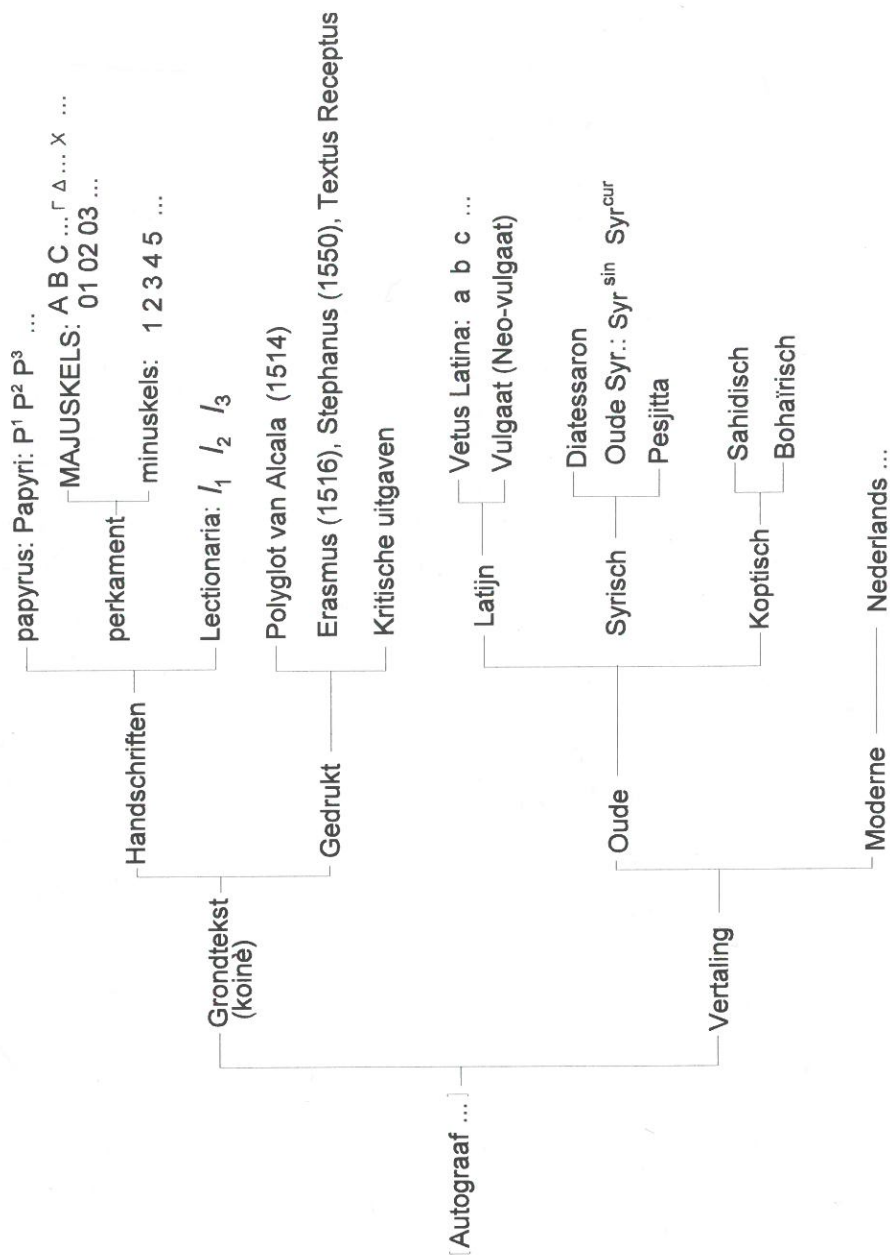 papyrus: Papyri: P¹ P² P³ ...
MAJUSKELS: A B C ... Γ Δ ... X ...
01 02 03 ...
perkament
minuskels: 1 2 3 4 5 ...
Handschriften
Lectionaria: l₁ l₂ l₃
Grondtekst
(koinè)
Polyglot van Alcala (1514)
Gedrukt
Erasmus (1516), Stephanus (1550), Textus Receptus
Kritische uitgaven
[Autograaf ...]
Vetus Latina: a b c ...
Latijn
Vulgaat (Neo-vulgaat)
Diatessaron
Oude
Syrisch
Oude Syr.: Syr ˢⁱⁿ Syrᶜᵘʳ
Pesjitta
Vertaling
Sahidisch
Koptisch
Bohaïrisch
Moderne
Nederlands ...